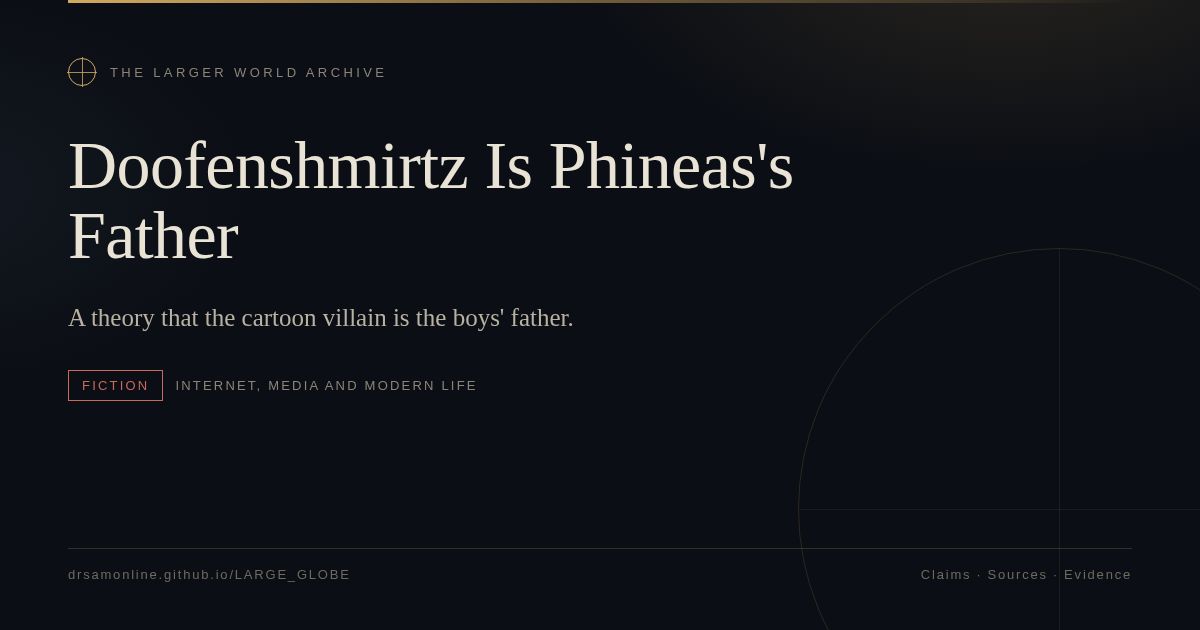 THE LARGER WORLD ARCHIVE
Doofenshmirtz Is Phineas's
Father
A theory that the cartoon villain is the boys' father.
FICTION INTERNET, MEDIA AND MODERN LIFE
drsamonline.github.io/LARGE_GLOBE Claims · Sources · Evidence